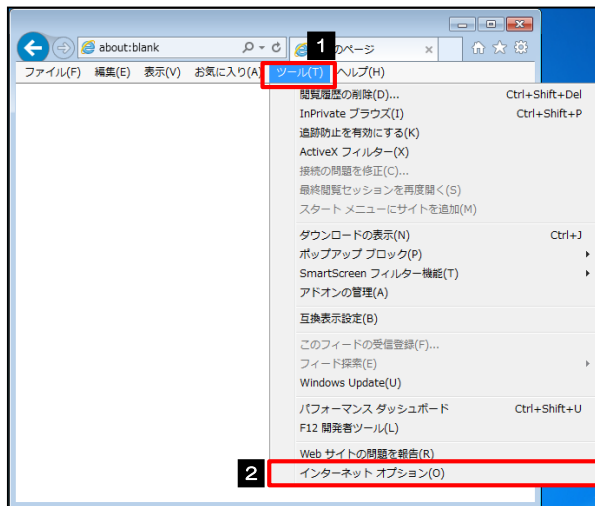 about:blank
1
のページ
ファイル(F) 編集(E) 表示(V) お気に入り(A) ツール(T) ヘルプ(H)
閲覧履歴の削除(D)... Ctrl+Shift+Del
InPrivate ブラウズ(I) Ctrl+Shift+P
追跡防止を有効にする(K)
ActiveX フィルター(X)
接続の問題を修正(C)...
最終閲覧セッションを再度開く(S)
スタート メニューにサイトを追加(M)
ダウンロードの表示(N) Ctrl+J
ポップアップ ブロック(P)
SmartScreen フィルター機能(T)
アドオンの管理(A)
互換表示設定(B)
このフィードの受信登録(F)...
フィード探索(E)
Windows Update(U)
パフォーマンス ダッシュボード Ctrl+Shift+U
F12 開発者ツール(L)
Web サイトの問題を報告(R)
2 インターネット オプション(O)